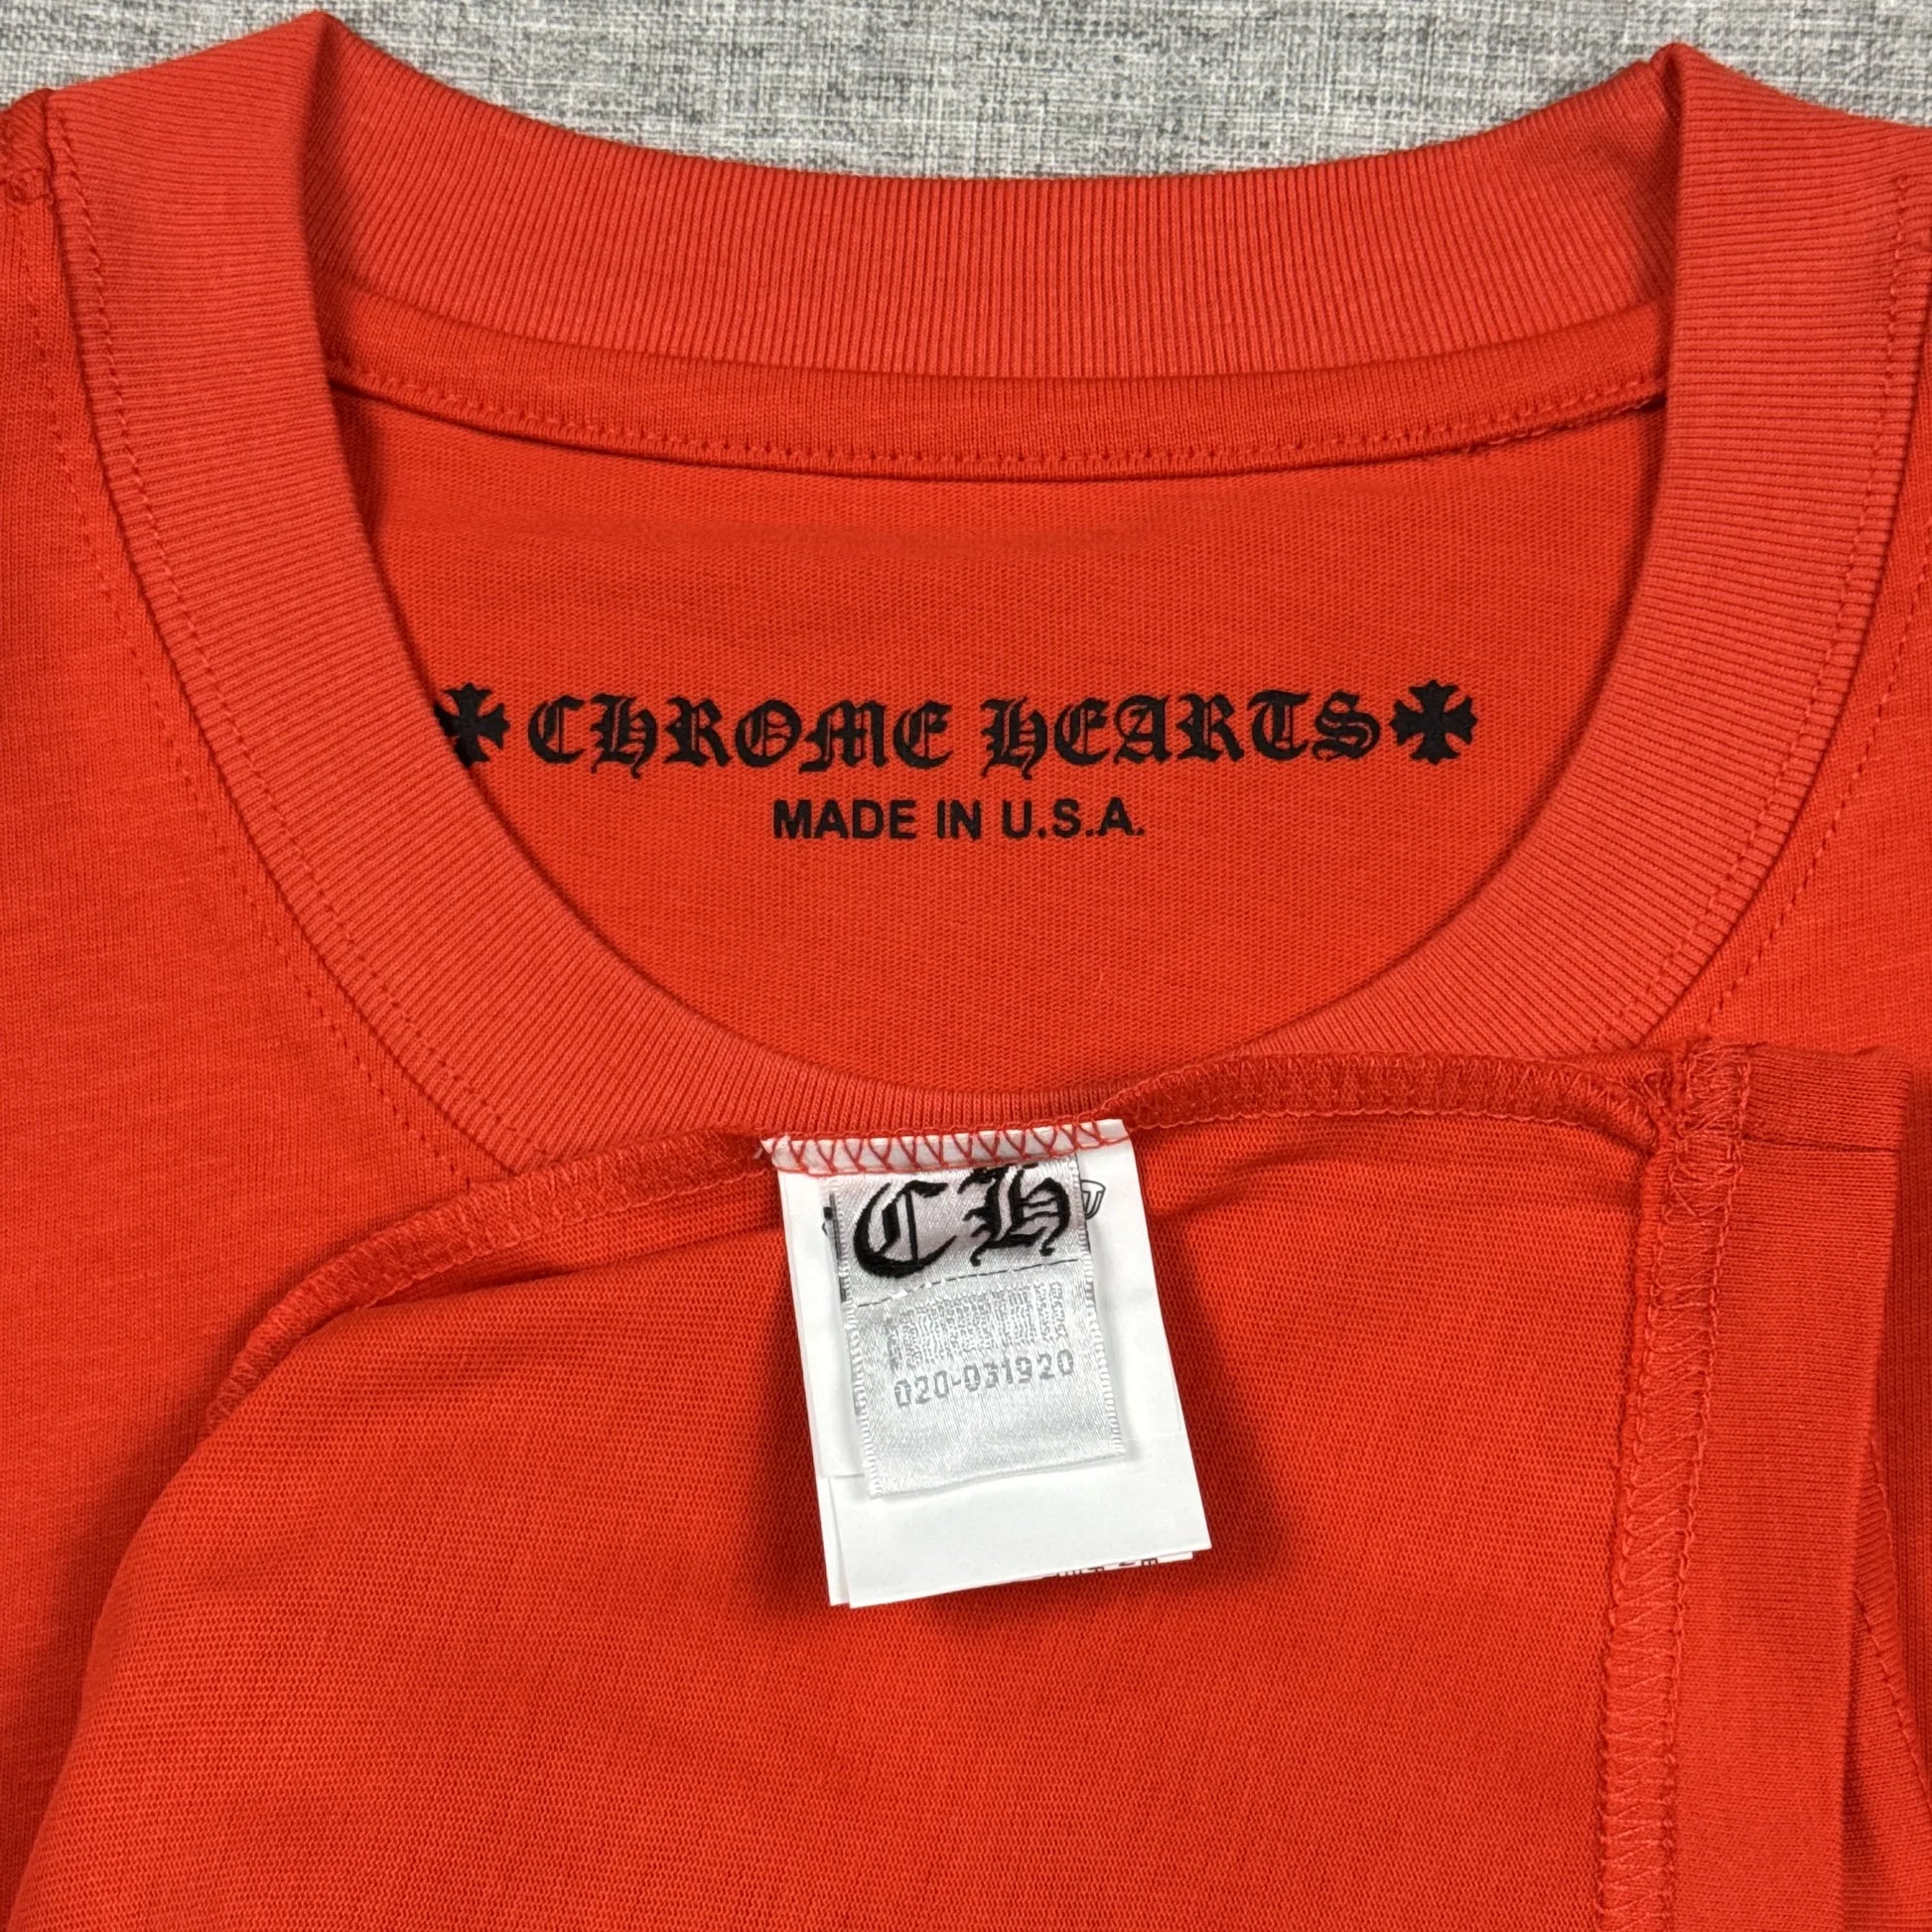 CHROME HEARTS
MADE IN U.S.A.
CH
020-031920